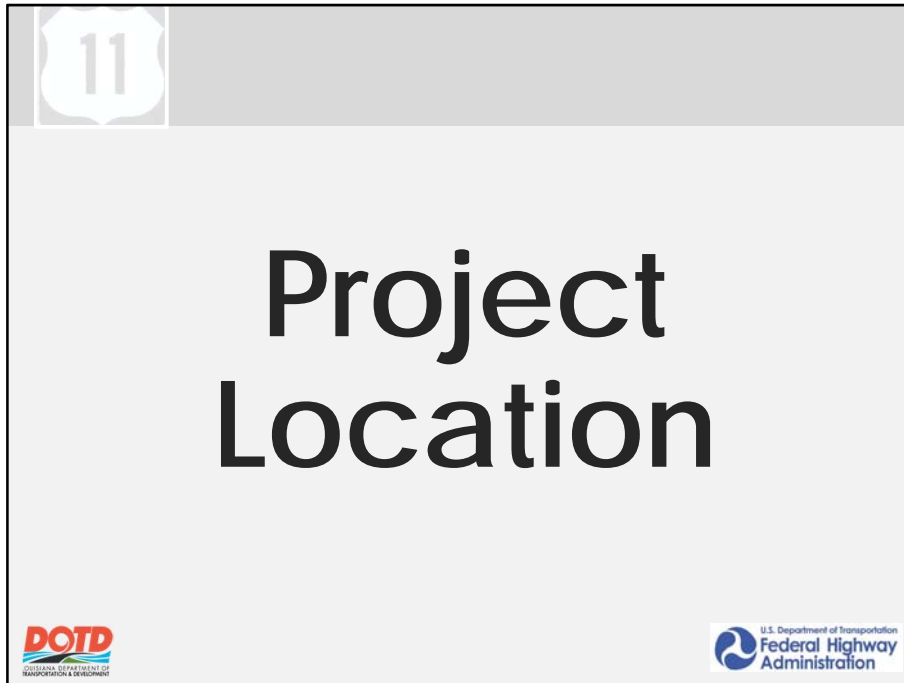 11
Project
Location
DOTD
LOUISIANA DEPARTMENT OF
TRANSPORTATION & DEVELOPMENT
U.S. Department of Transportation
Federal Highway
Administration